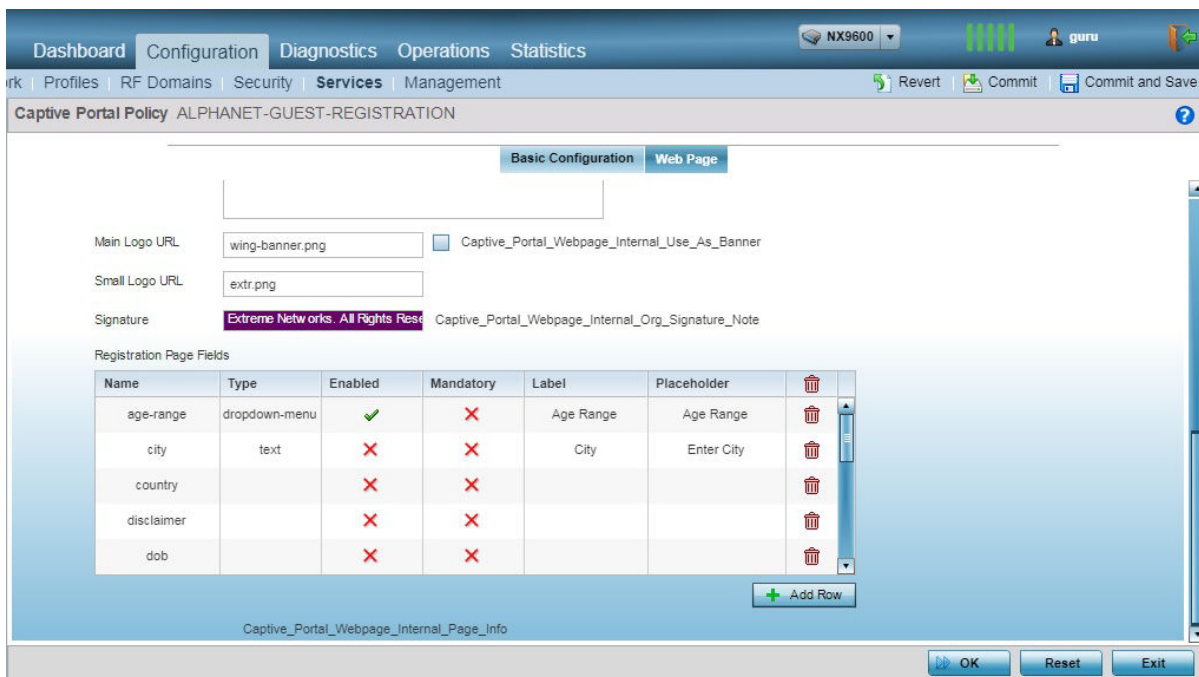 NX9600
guru
Dashboard Configuration Diagnostics Operations Statistics
rk Profiles RF Domains Security Services Management Revert Commit Commit and Save
Captive Portal Policy ALPHANET-GUEST-REGISTRATION
Basic Configuration Web Page
Main Logo URL wing-banner.png Captive_Portal_Webpage_Internal_Use_As_Banner
Small Logo URL extr.png
Signature Extreme Networks. All Rights Rese Captive_Portal_Webpage_Internal_Org_Signature_Note
Registration Page Fields
Name Type Enabled Mandatory Label Placeholder
age-range dropdown-menu Age Range Age Range
city text City Enter City
country
disclaimer
dob
Add Row
Captive_Portal_Webpage_Internal_Page_Info
OK Reset Exit